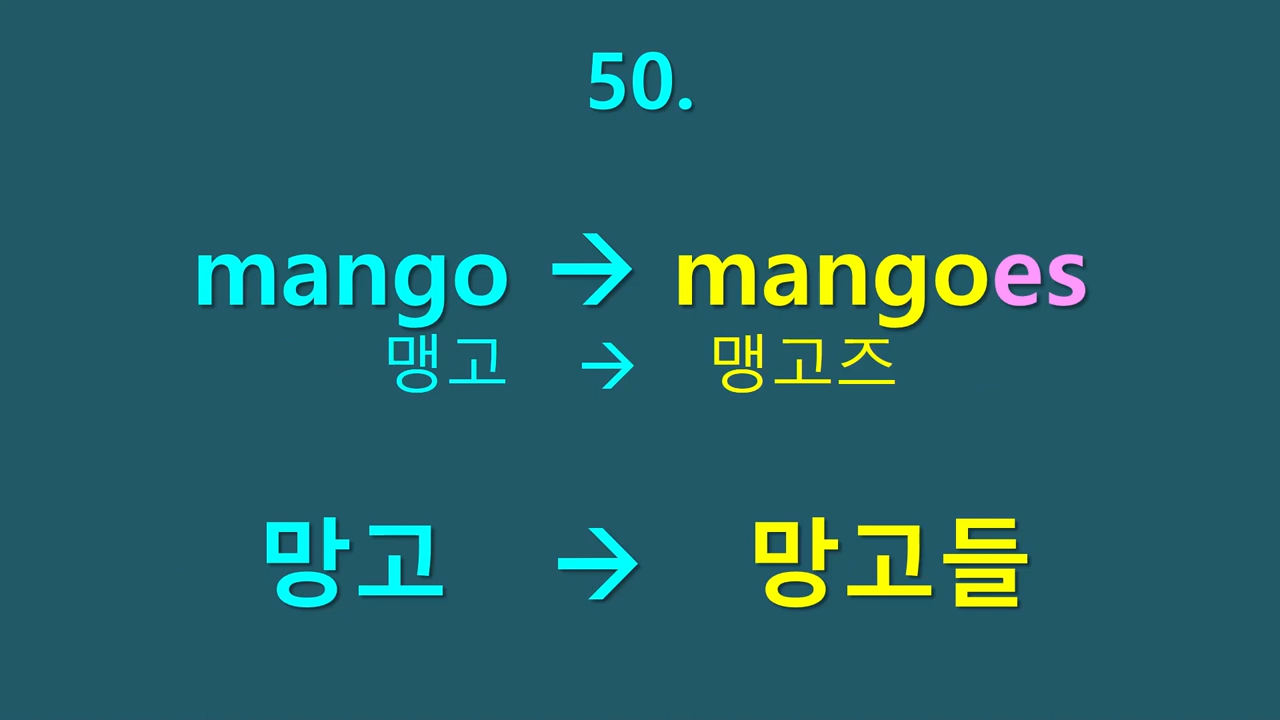 50.
mango → mangoes
맹고 → 맹고즈
망고 → 망고들